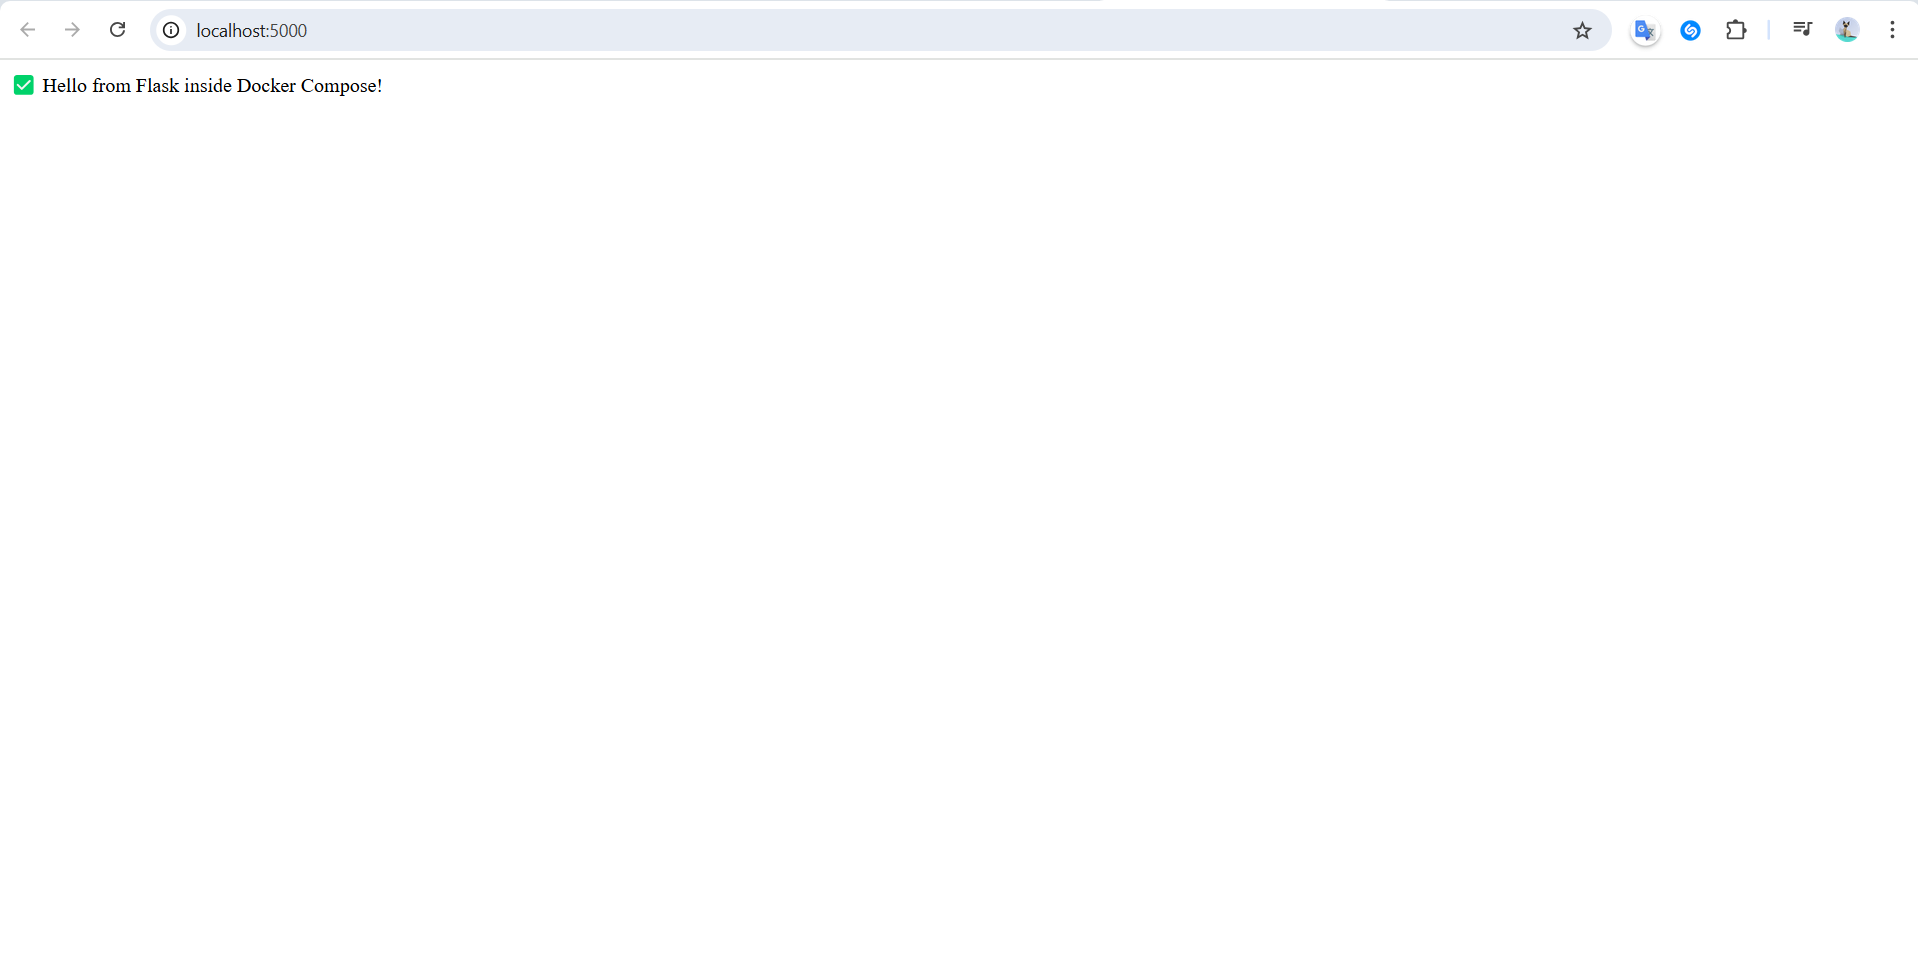 localhost:5000
✅ Hello from Flask inside Docker Compose!